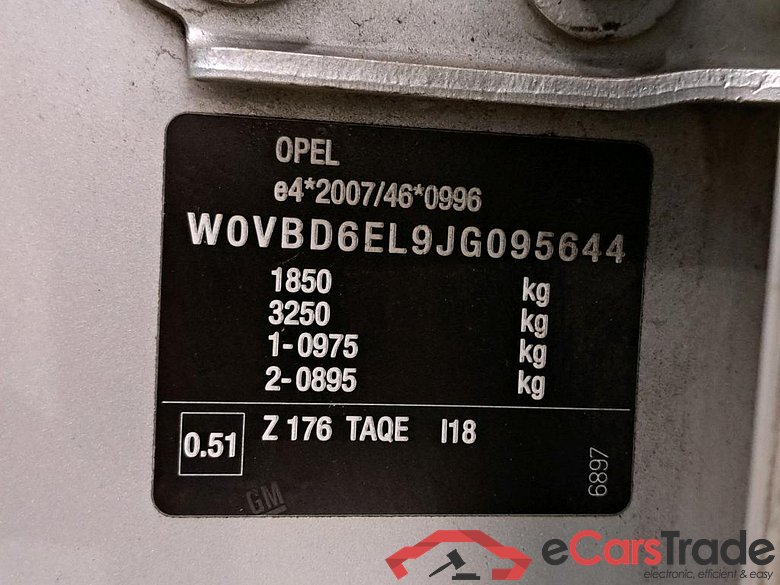 OPEL
e4*2007/46*0996
W0VBD6EL9JG095644
1850 kg
3250 kg
1-0975 kg
2-0895 kg
0.51 Z 176 TAQE I18
6897
GM
eCarsTrade
electronic, efficient & easy